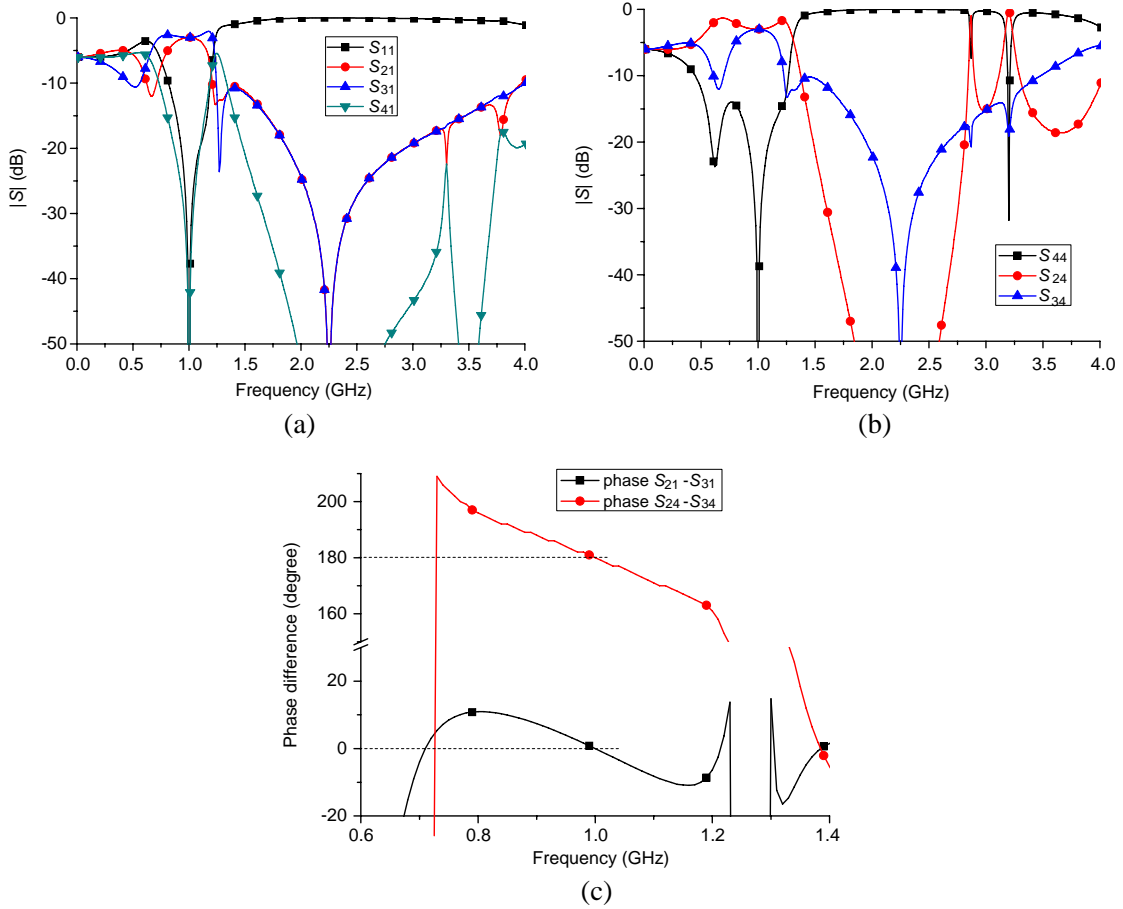 0
-10
-20
-30
-40
-50
|S| (dB)
0.0 0.5 1.0 1.5 2.0 2.5 3.0 3.5 4.0
Frequency (GHz)
S11
S21
S31
S41
(a)
0
-10
-20
-30
-40
-50
|S| (dB)
0.0 0.5 1.0 1.5 2.0 2.5 3.0 3.5 4.0
Frequency (GHz)
S44
S24
S34
(b)
phase S21 -S31
phase S24 -S34
200
180
160
20
0
-20
Phase difference (degree)
0.6 0.8 1.0 1.2 1.4
Frequency (GHz)
(c)